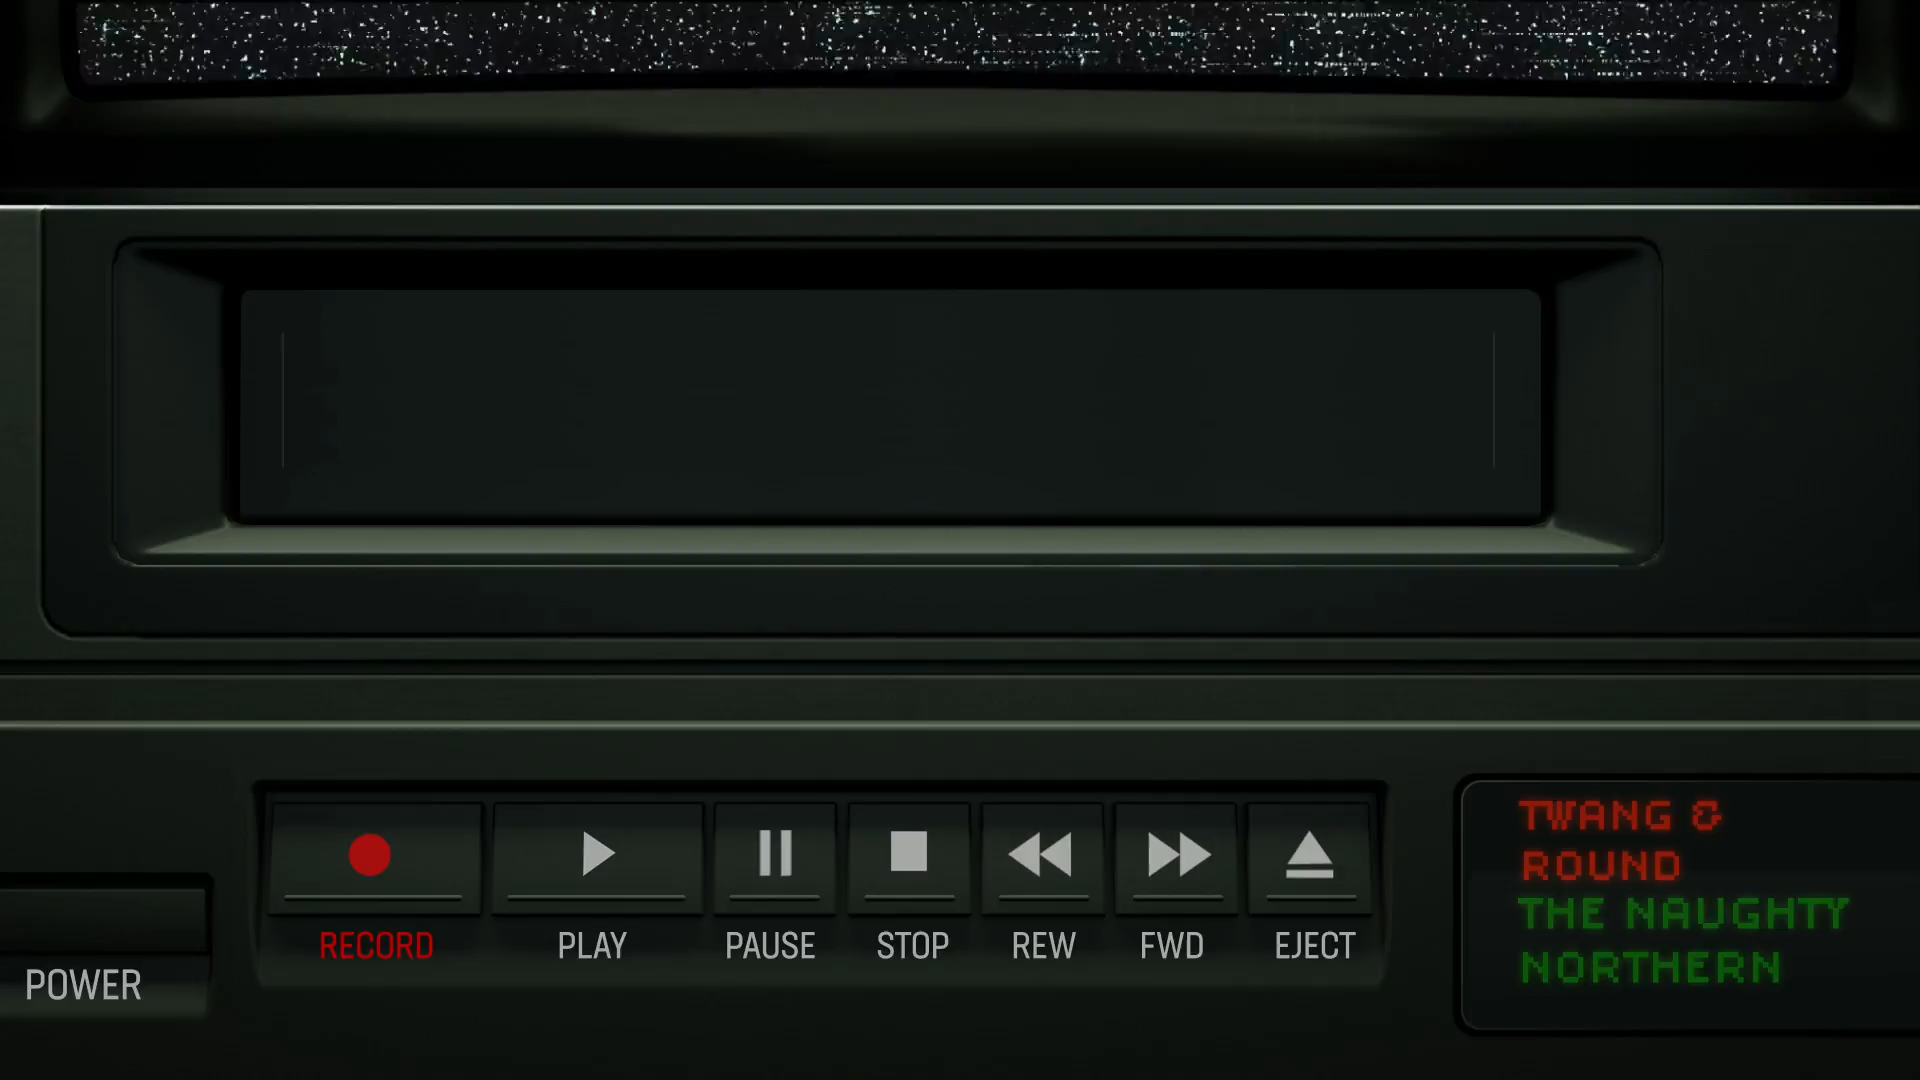 TWANG &
ROUND
THE NAUGHTY
NORTHERN
RECORD PLAY PAUSE STOP REW FWD EJECT
POWER